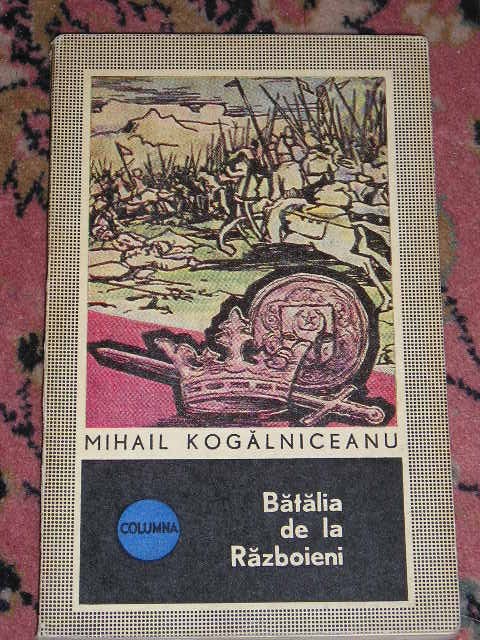 MIHAIL KOGĂLNICEANU
COLUMNA
Bătălia
de la
Războieni